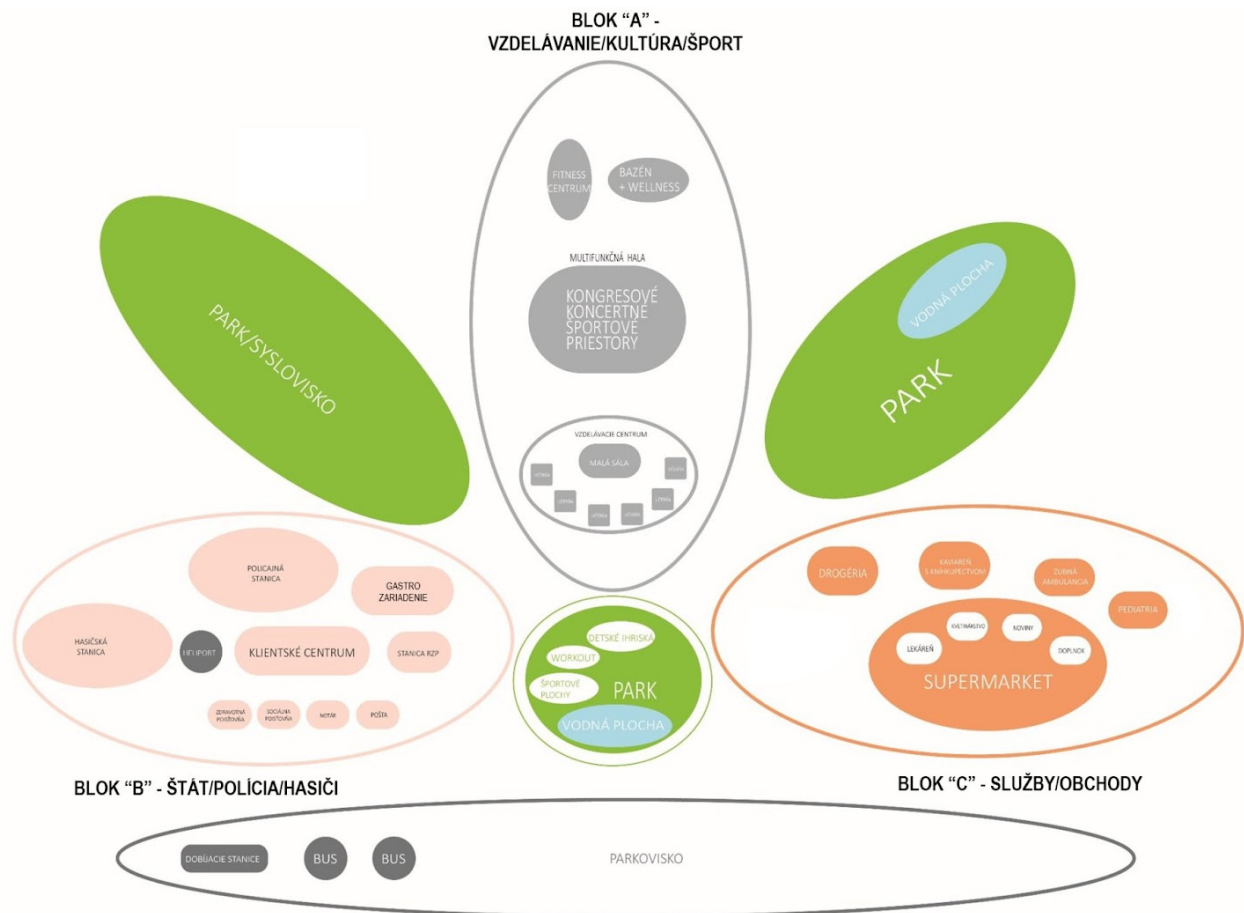 BLOK “A” -
VZDELÁVANIE/KULTÚRA/ŠPORT
FITNESS
CENTRUM
BAZÉN
+ WELLNESS
MULTIFUNKČNÁ HALA
KONGRESOVÉ
KONCERTNÉ
ŠPORTOVÉ
PRIESTORY
PARK/SYSLOVISKO
VODNÁ PLOCHA
PARK
VZDELÁVACIE CENTRUM
MALÁ SÁLA
POLICAJNÁ
STANICA
GASTRO
ZARIADENIE
HASIČSKÁ
STANICA
HELIPORT
KLIENTSKÉ CENTRUM
STANICA RZP
ZDRAVOTNÁ
POISŤOVŇA
SOCIÁLNA
POISŤOVŇA
NOTÁR
POŠTA
DETSKÉ IHRISKÁ
WORKOUT
ŠPORTOVÉ
PLOCHY
PARK
VODNÁ PLOCHA
DROGÉRIA
KAVIAREŇ
S KNÍHKUPECTVOM
ZUBNÁ
AMBULANCIA
PEDIATRIA
LEKÁREŇ
KVETINÁRSTVO
NOVINY
DOPLNOK
SUPERMARKET
BLOK “B” - ŠTÁT/POLÍCIA/HASIČI
BLOK “C” - SLUŽBY/OBCHODY
DOBÍJACIE STANICE
BUS
BUS
PARKOVISKO